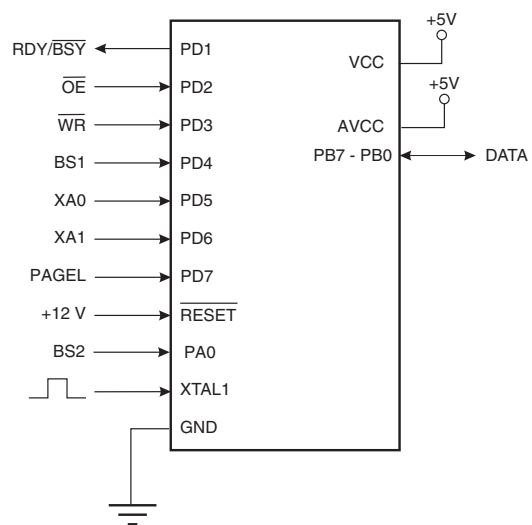 RDY/BSY PD1
OE PD2
WR PD3
BS1 PD4
XA0 PD5
XA1 PD6
PAGEL PD7
+12 V RESET
BS2 PA0
XTAL1
GND
+5V
VCC
+5V
AVCC
PB7 - PB0 DATA